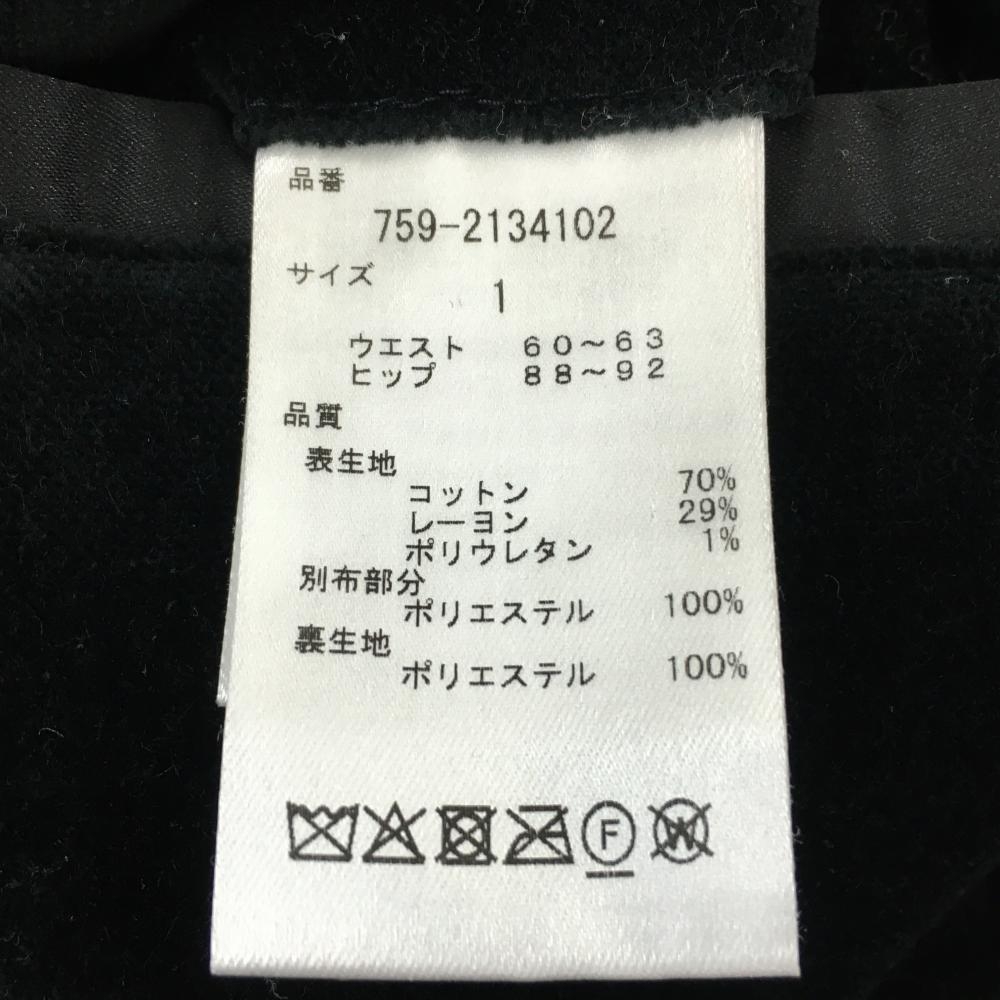 品番
759-2134102
サイズ
1
ウエスト 60～63
ヒップ 88～92
品質
表生地
コットン 70%
レーヨン 29%
ポリウレタン 1%
別布部分
ポリエステル 100%
裏生地
ポリエステル 100%
F W